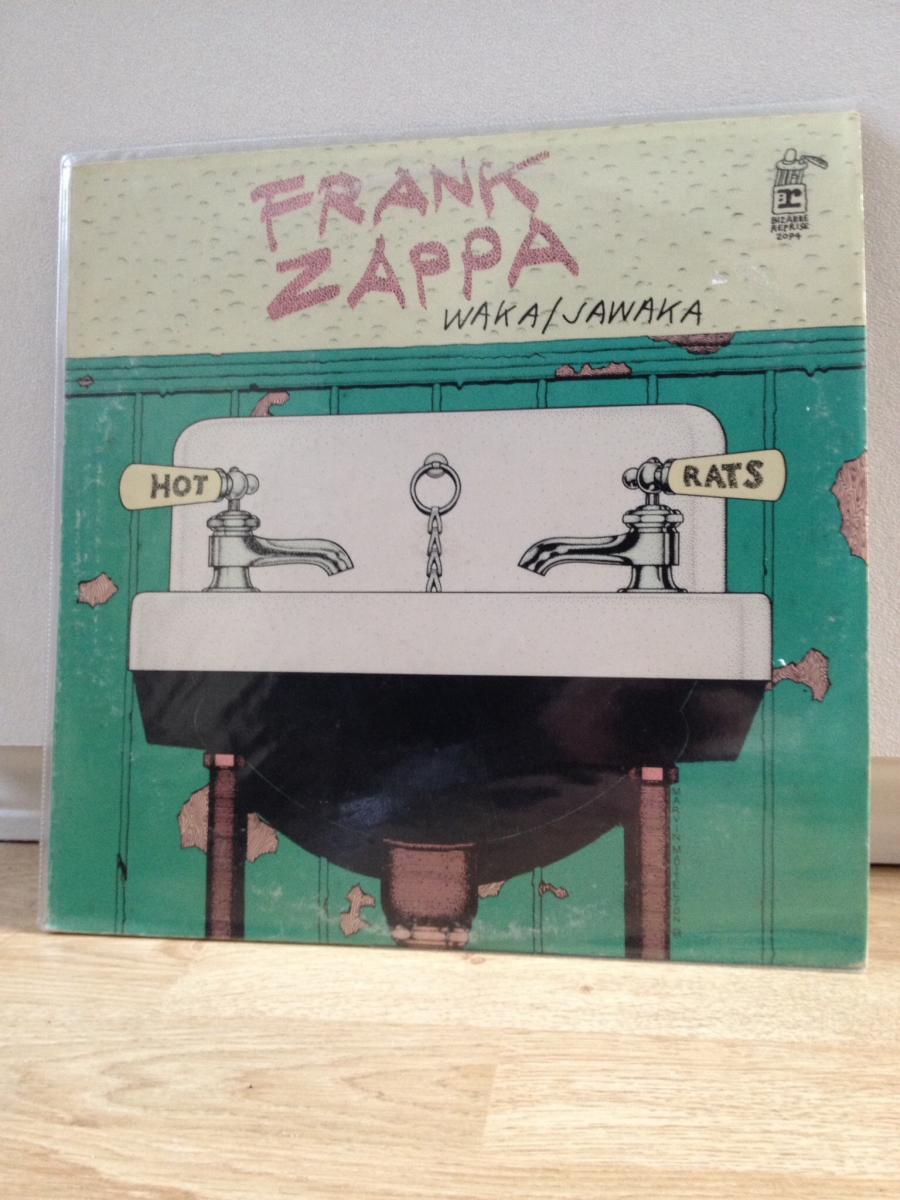 FRANK
ZAPPA
WAKA/JAWAKA
BIZARRE
REPRISE
2094
HOT
RATS